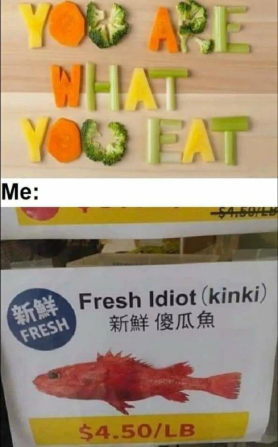 YOU ARE
WHAT
YOU EAT
Me:
$4.50/LB
新鮮
FRESH
Fresh Idiot (kinki)
新鮮 傻瓜魚
$4.50/LB